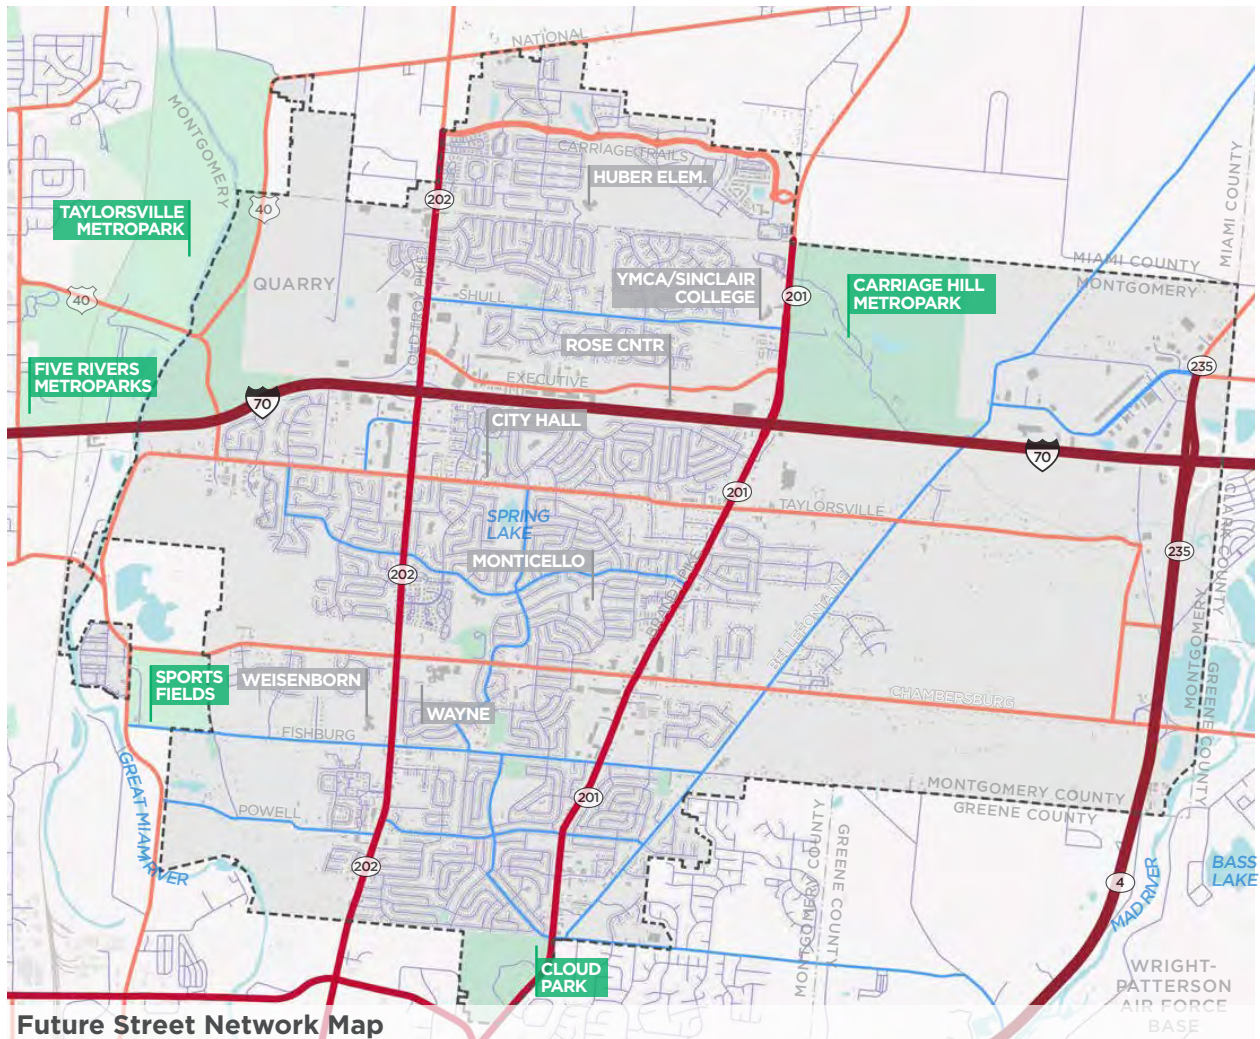 NATIONAL
MONTGOMERY
CARRIAGE TRAILS
HUBER ELEM.
202
40
TAYLORSVILLE
METROPARK
MIAMI COUNTY
MIAMI COUNTY
MONTGOMERY
QUARRY
40
OLD TROY PIKE
SHULL
YMCA/SINCLAIR
COLLEGE
201
CARRIAGE HILL
METROPARK
ROSE CNTR
235
FIVE RIVERS
METROPARKS
EXECUTIVE
70
CITY HALL
70
201
TAYLORSVILLE
CLARK COUNTY
SPRING
LAKE
MONTICELLO
235
202
BRANDT PIKE
BELLEFONTAINE
MONTGOMERY
GREENE COUNTY
SPORTS
FIELDS
WEISENBORN
WAYNE
CHAMBERSBURG
FISHBURG
GREAT MIAMI
RIVER
POWELL
201
MONTGOMERY COUNTY
GREENE COUNTY
MONTGOMERY COUNTY
GREENE COUNTY
202
4
MAD RIVER
BASS
LAKE
CLOUD
PARK
WRIGHT-
PATTERSON
AIR FORCE
BASE
Future Street Network Map